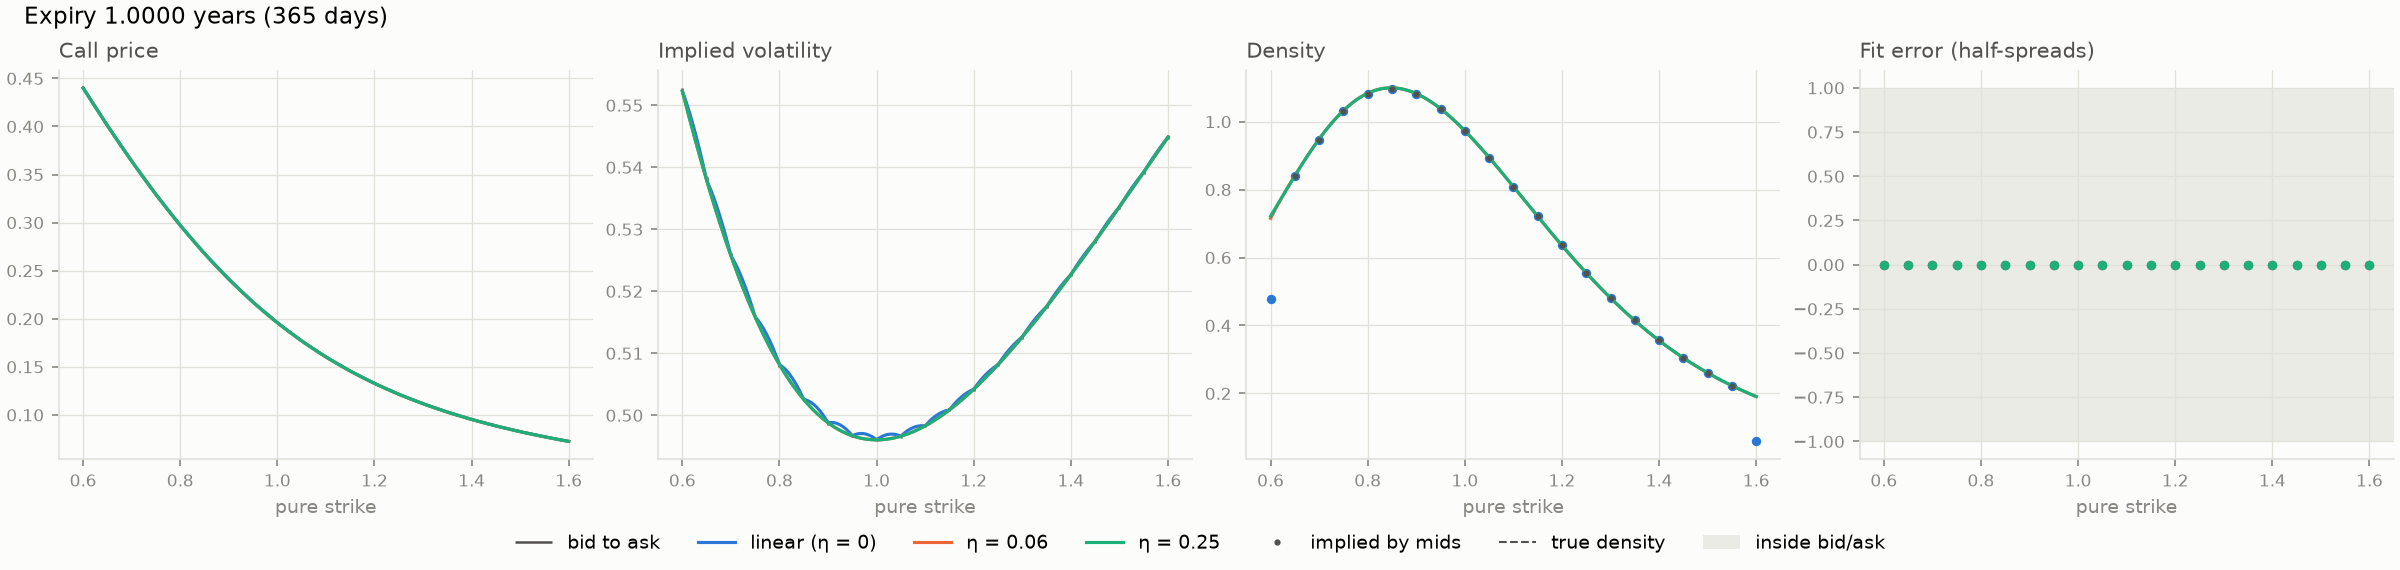 Expiry 1.0000 years (365 days)
Call price
0.45
0.40
0.35
0.30
0.25
0.20
0.15
0.10
0.6 0.8 1.0 1.2 1.4 1.6
pure strike
Implied volatility
0.55
0.54
0.53
0.52
0.51
0.50
0.6 0.8 1.0 1.2 1.4 1.6
pure strike
Density
1.0
0.8
0.6
0.4
0.2
0.6 0.8 1.0 1.2 1.4 1.6
pure strike
Fit error (half-spreads)
1.00
0.75
0.50
0.25
0.00
−0.25
−0.50
−0.75
−1.00
0.6 0.8 1.0 1.2 1.4 1.6
pure strike
bid to ask linear (η = 0) η = 0.06 η = 0.25 implied by mids true density inside bid/ask